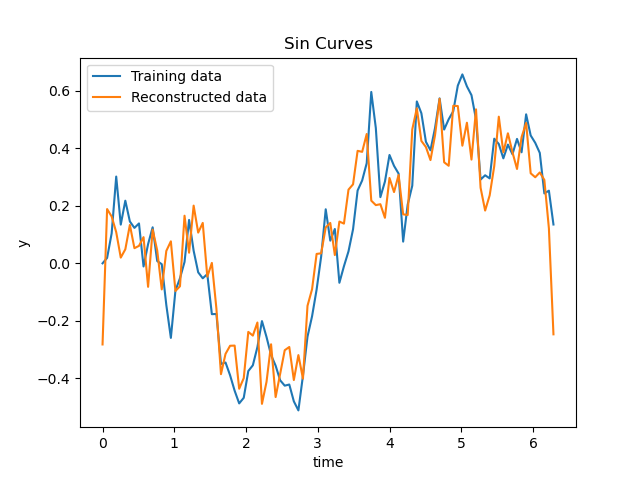 Sin Curves
Training data
Reconstructed data
y
0.6
0.4
0.2
0.0
−0.2
−0.4
0 1 2 3 4 5 6
time